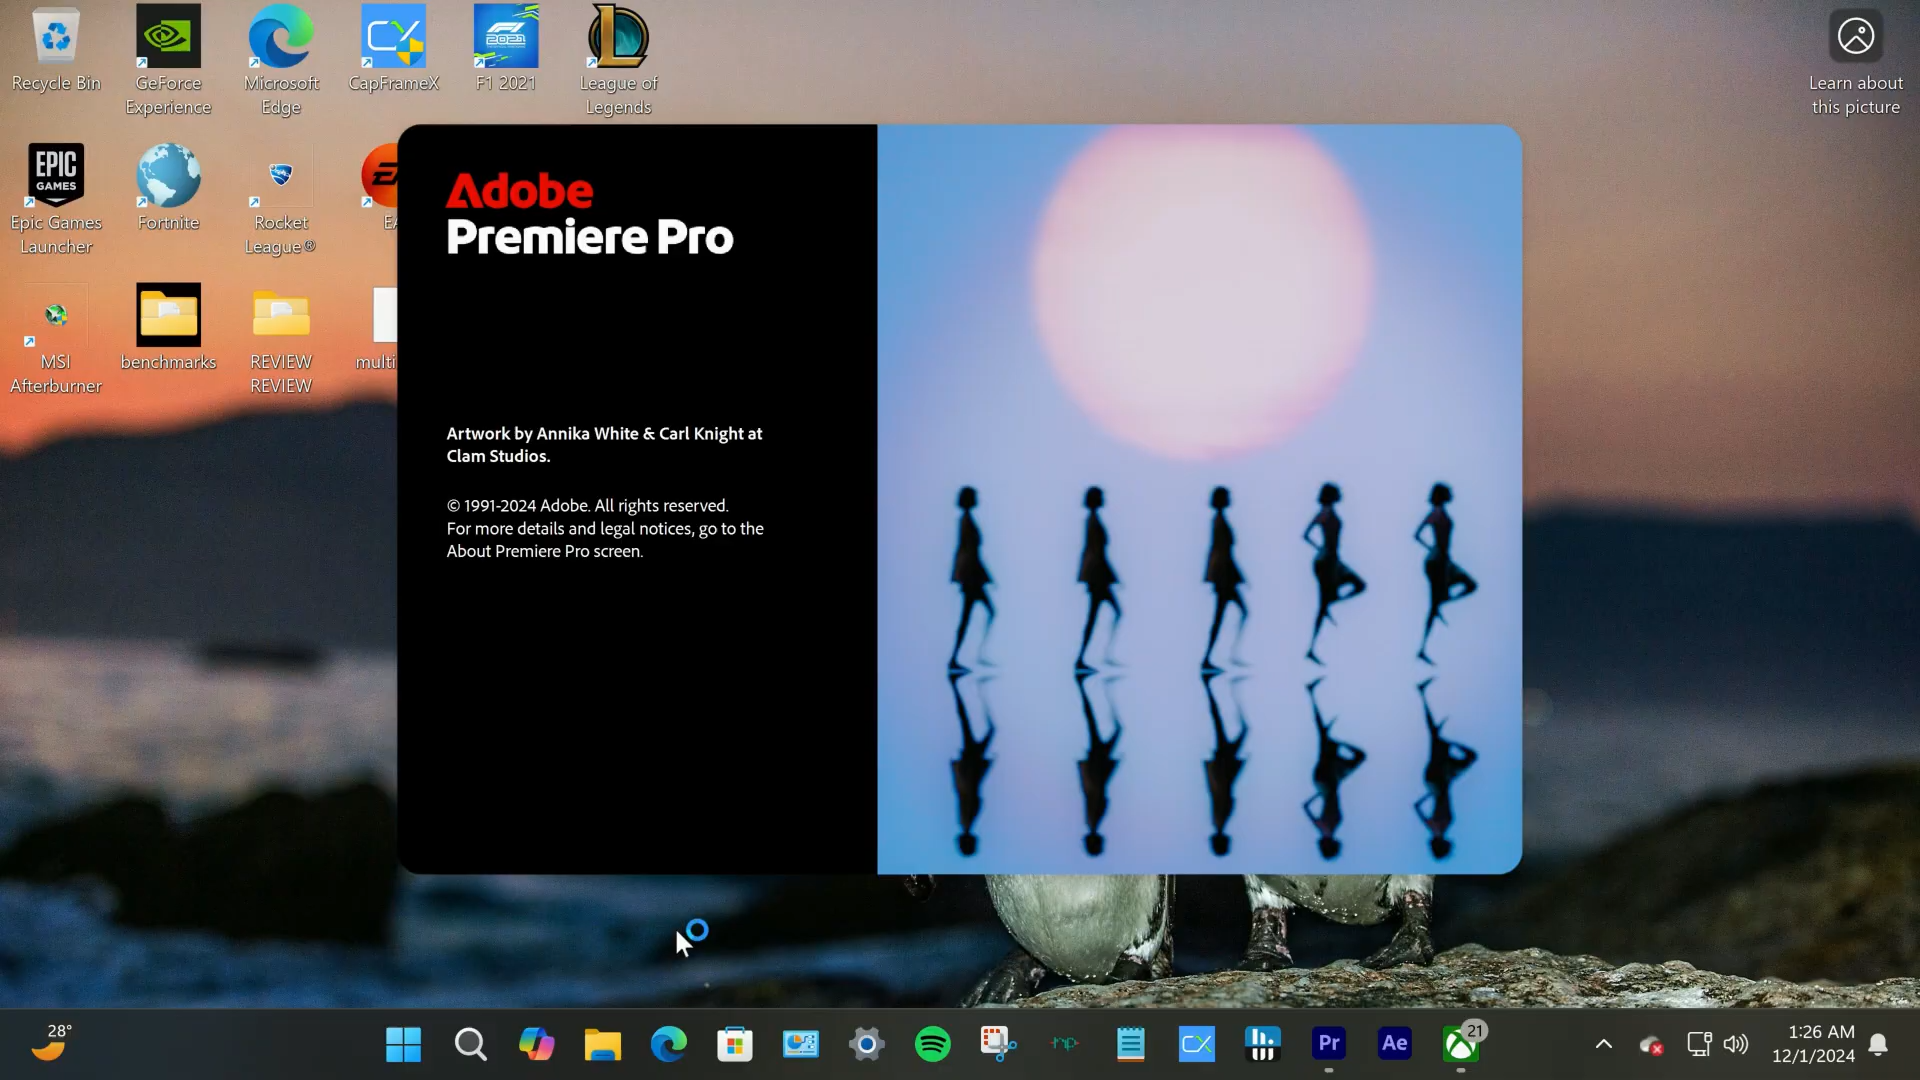 Recycle Bin
GeForce
Experience
Microsoft
Edge
CapFrameX
F1 2021
League of
Legends
Learn about
this picture
EPIC
GAMES
Epic Games
Launcher
Fortnite
Rocket
League®
EA
MSI
Afterburner
benchmarks
REVIEW
REVIEW
multi
Adobe
Premiere Pro
Artwork by Annika White & Carl Knight at
Clam Studios.
© 1991-2024 Adobe. All rights reserved.
For more details and legal notices, go to the
About Premiere Pro screen.
28°
CX
Pr
Ae
21
1:26 AM
12/1/2024